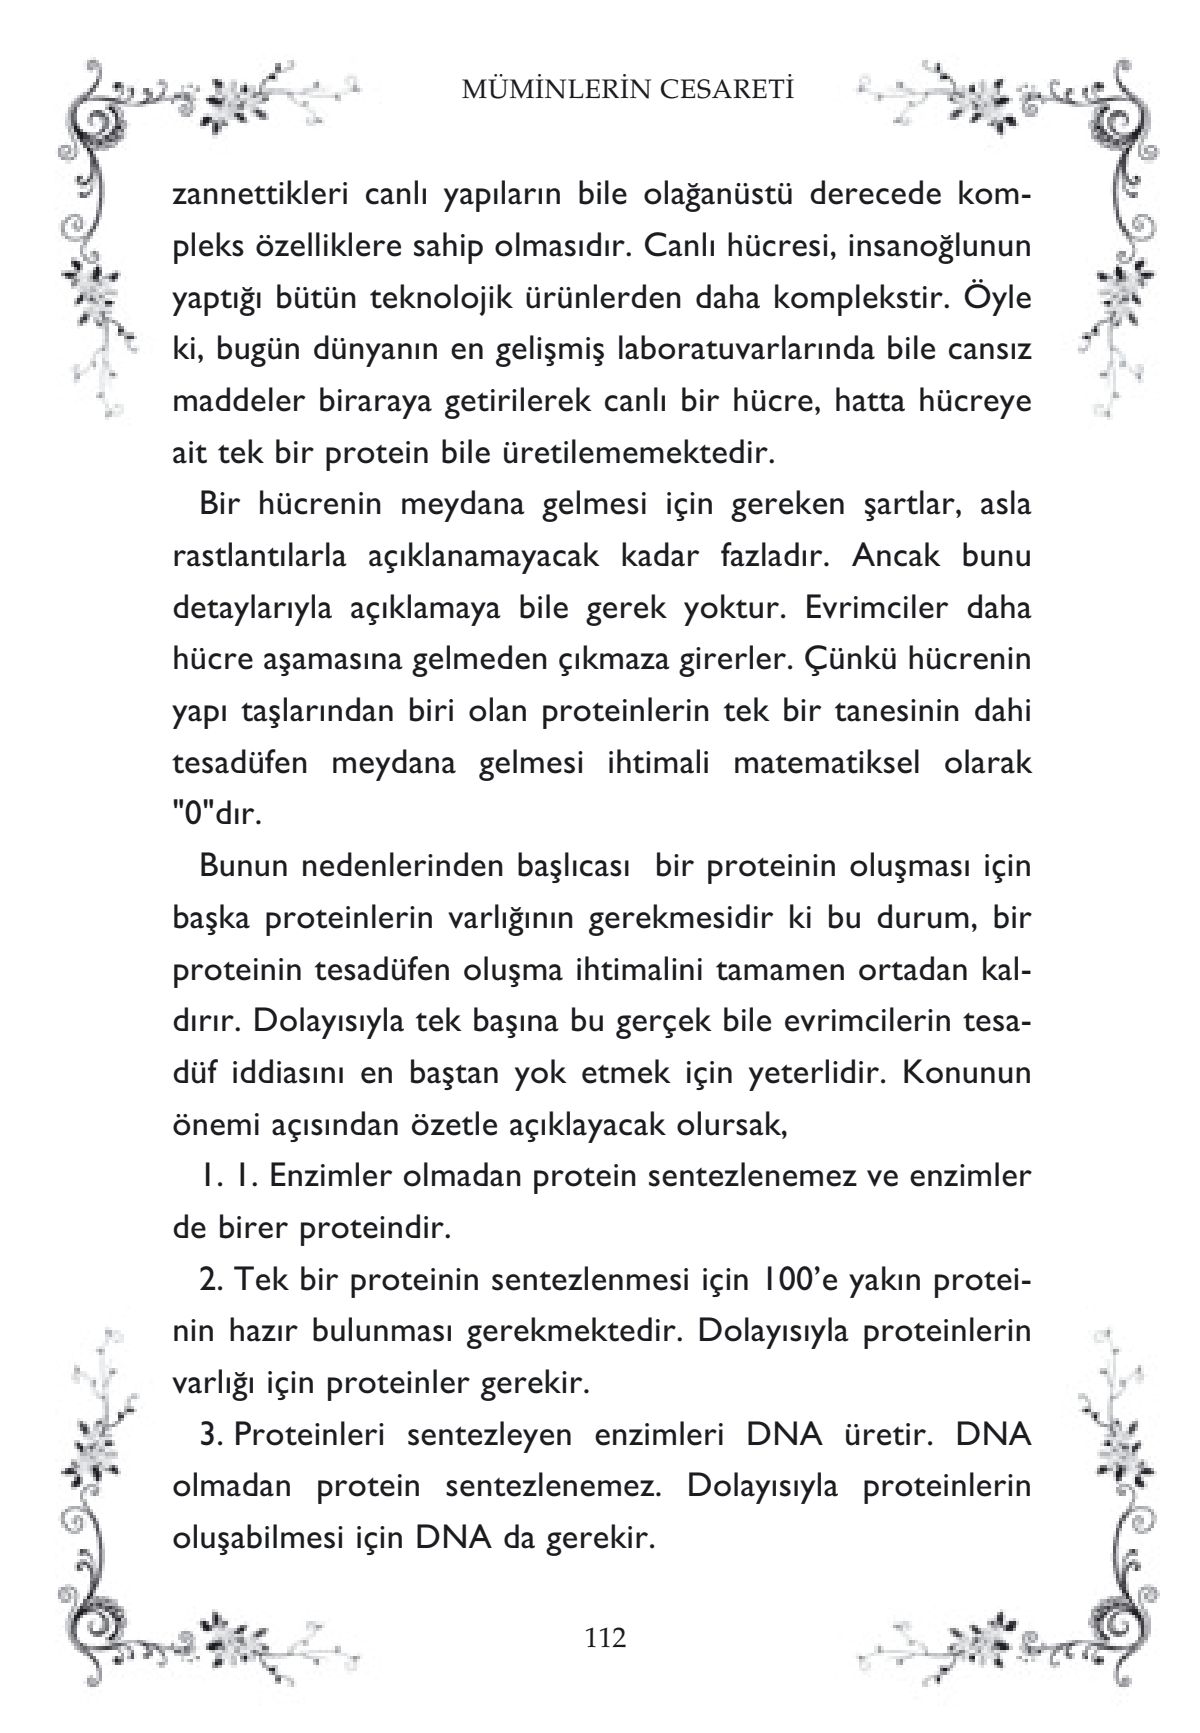 MÜMİNLERİN CESARETİ
zannettikleri canlı yapıların bile olağanüstü derecede kom-
pleks özelliklere sahip olmasıdır. Canlı hücresi, insanoğlunun
yaptığı bütün teknolojik ürünlerden daha komplekstir. Öyle
ki, bugün dünyanın en gelişmiş laboratuvarlarında bile cansız
maddeler biraraya getirilerek canlı bir hücre, hatta hücreye
ait tek bir protein bile üretilememektedir.
Bir hücrenin meydana gelmesi için gereken şartlar, asla
rastlantılarla açıklanamayacak kadar fazladır. Ancak bunu
detaylarıyla açıklamaya bile gerek yoktur. Evrimciler daha
hücre aşamasına gelmeden çıkmaza girerler. Çünkü hücrenin
yapı taşlarından biri olan proteinlerin tek bir tanesinin dahi
tesadüfen meydana gelmesi ihtimali matematiksel olarak
"0"dır.
Bunun nedenlerinden başlıcası  bir proteinin oluşması için
başka proteinlerin varlığının gerekmesidir ki bu durum, bir
proteinin tesadüfen oluşma ihtimalini tamamen ortadan kal-
dırır. Dolayısıyla tek başına bu gerçek bile evrimcilerin tesa-
düf iddiasını en baştan yok etmek için yeterlidir. Konunun
önemi açısından özetle açıklayacak olursak,
1. 1. Enzimler olmadan protein sentezlenemez ve enzimler
de birer proteindir.
2. Tek bir proteinin sentezlenmesi için 100’e yakın protei-
nin hazır bulunması gerekmektedir. Dolayısıyla proteinlerin
varlığı için proteinler gerekir.
3. Proteinleri sentezleyen enzimleri DNA üretir. DNA
olmadan protein sentezlenemez. Dolayısıyla proteinlerin
oluşabilmesi için DNA da gerekir.
112